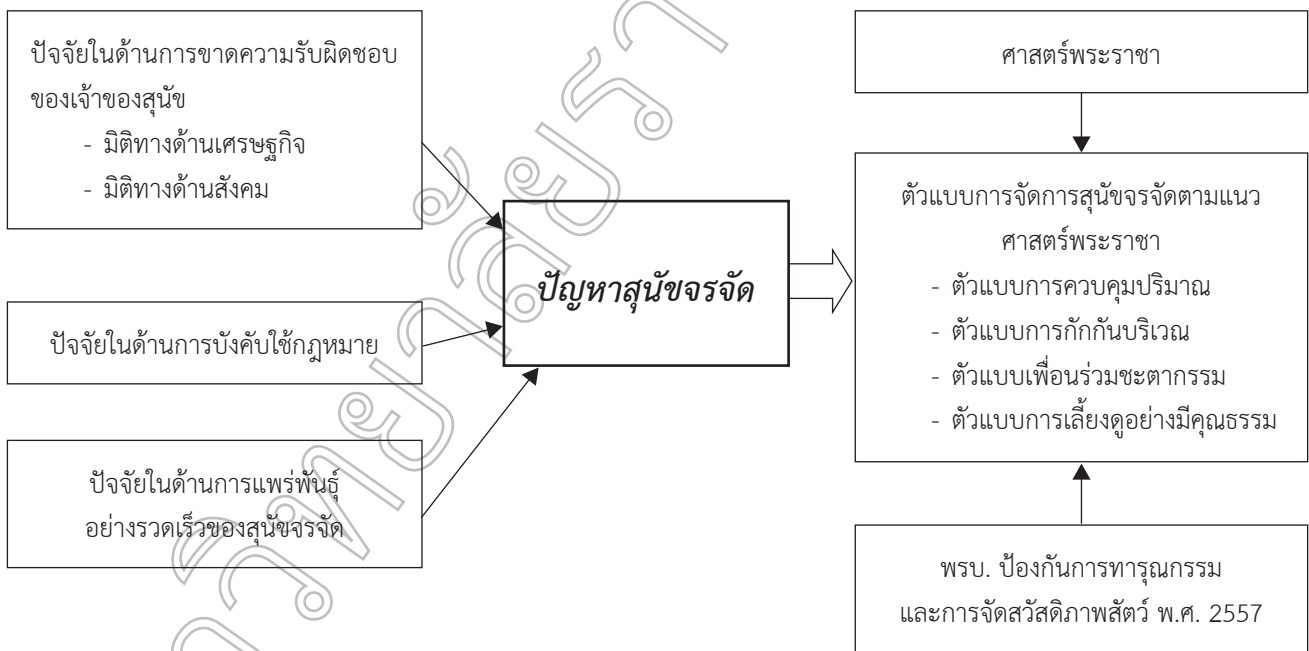 ปัจจัยในด้านการขาดความรับผิดชอบ
ของเจ้าของสุนัข
- มิติทางด้านเศรษฐกิจ
- มิติทางด้านสังคม
ปัจจัยในด้านการบังคับใช้กฎหมาย
ปัจจัยในด้านการแพร่พันธุ์
อย่างรวดเร็วของสุนัขจรจัด
ปัญหาสุนัขจรจัด
ศาสตร์พระราชา
ตัวแบบการจัดการสุนัขจรจัดตามแนว
ศาสตร์พระราชา
- ตัวแบบการควบคุมปริมาณ
- ตัวแบบการกักกันบริเวณ
- ตัวแบบเพื่อนร่วมชะตากรรม
- ตัวแบบการเลี้ยงดูอย่างมีคุณธรรม
พรบ. ป้องกันการทารุณกรรม
และการจัดสวัสดิภาพสัตว์ พ.ศ. 2557